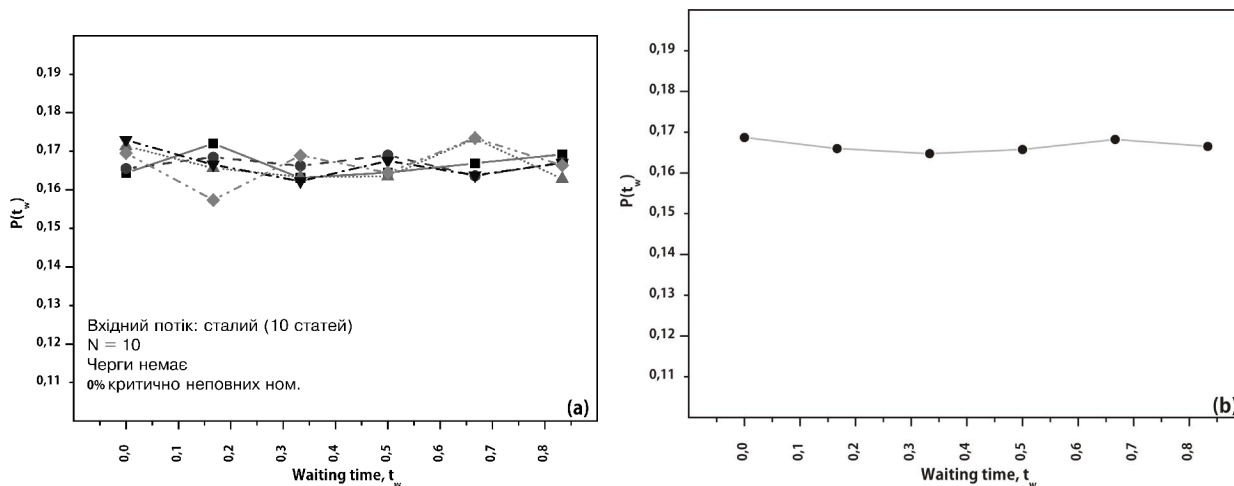 0,19
0,18
0,17
0,16
0,15
0,14
0,13
0,12
0,11
P(t_w)
Вхідний потік: сталий (10 статей)
N = 10
Черги немає
0% критично неповних ном.
(a)
0,0 0,1 0,2 0,3 0,4 0,5 0,6 0,7 0,8
Waiting time, t_w
0,19
0,18
0,17
0,16
0,15
0,14
0,13
0,12
0,11
P(t_w)
(b)
0,0 0,1 0,2 0,3 0,4 0,5 0,6 0,7 0,8
Waiting time, t_w